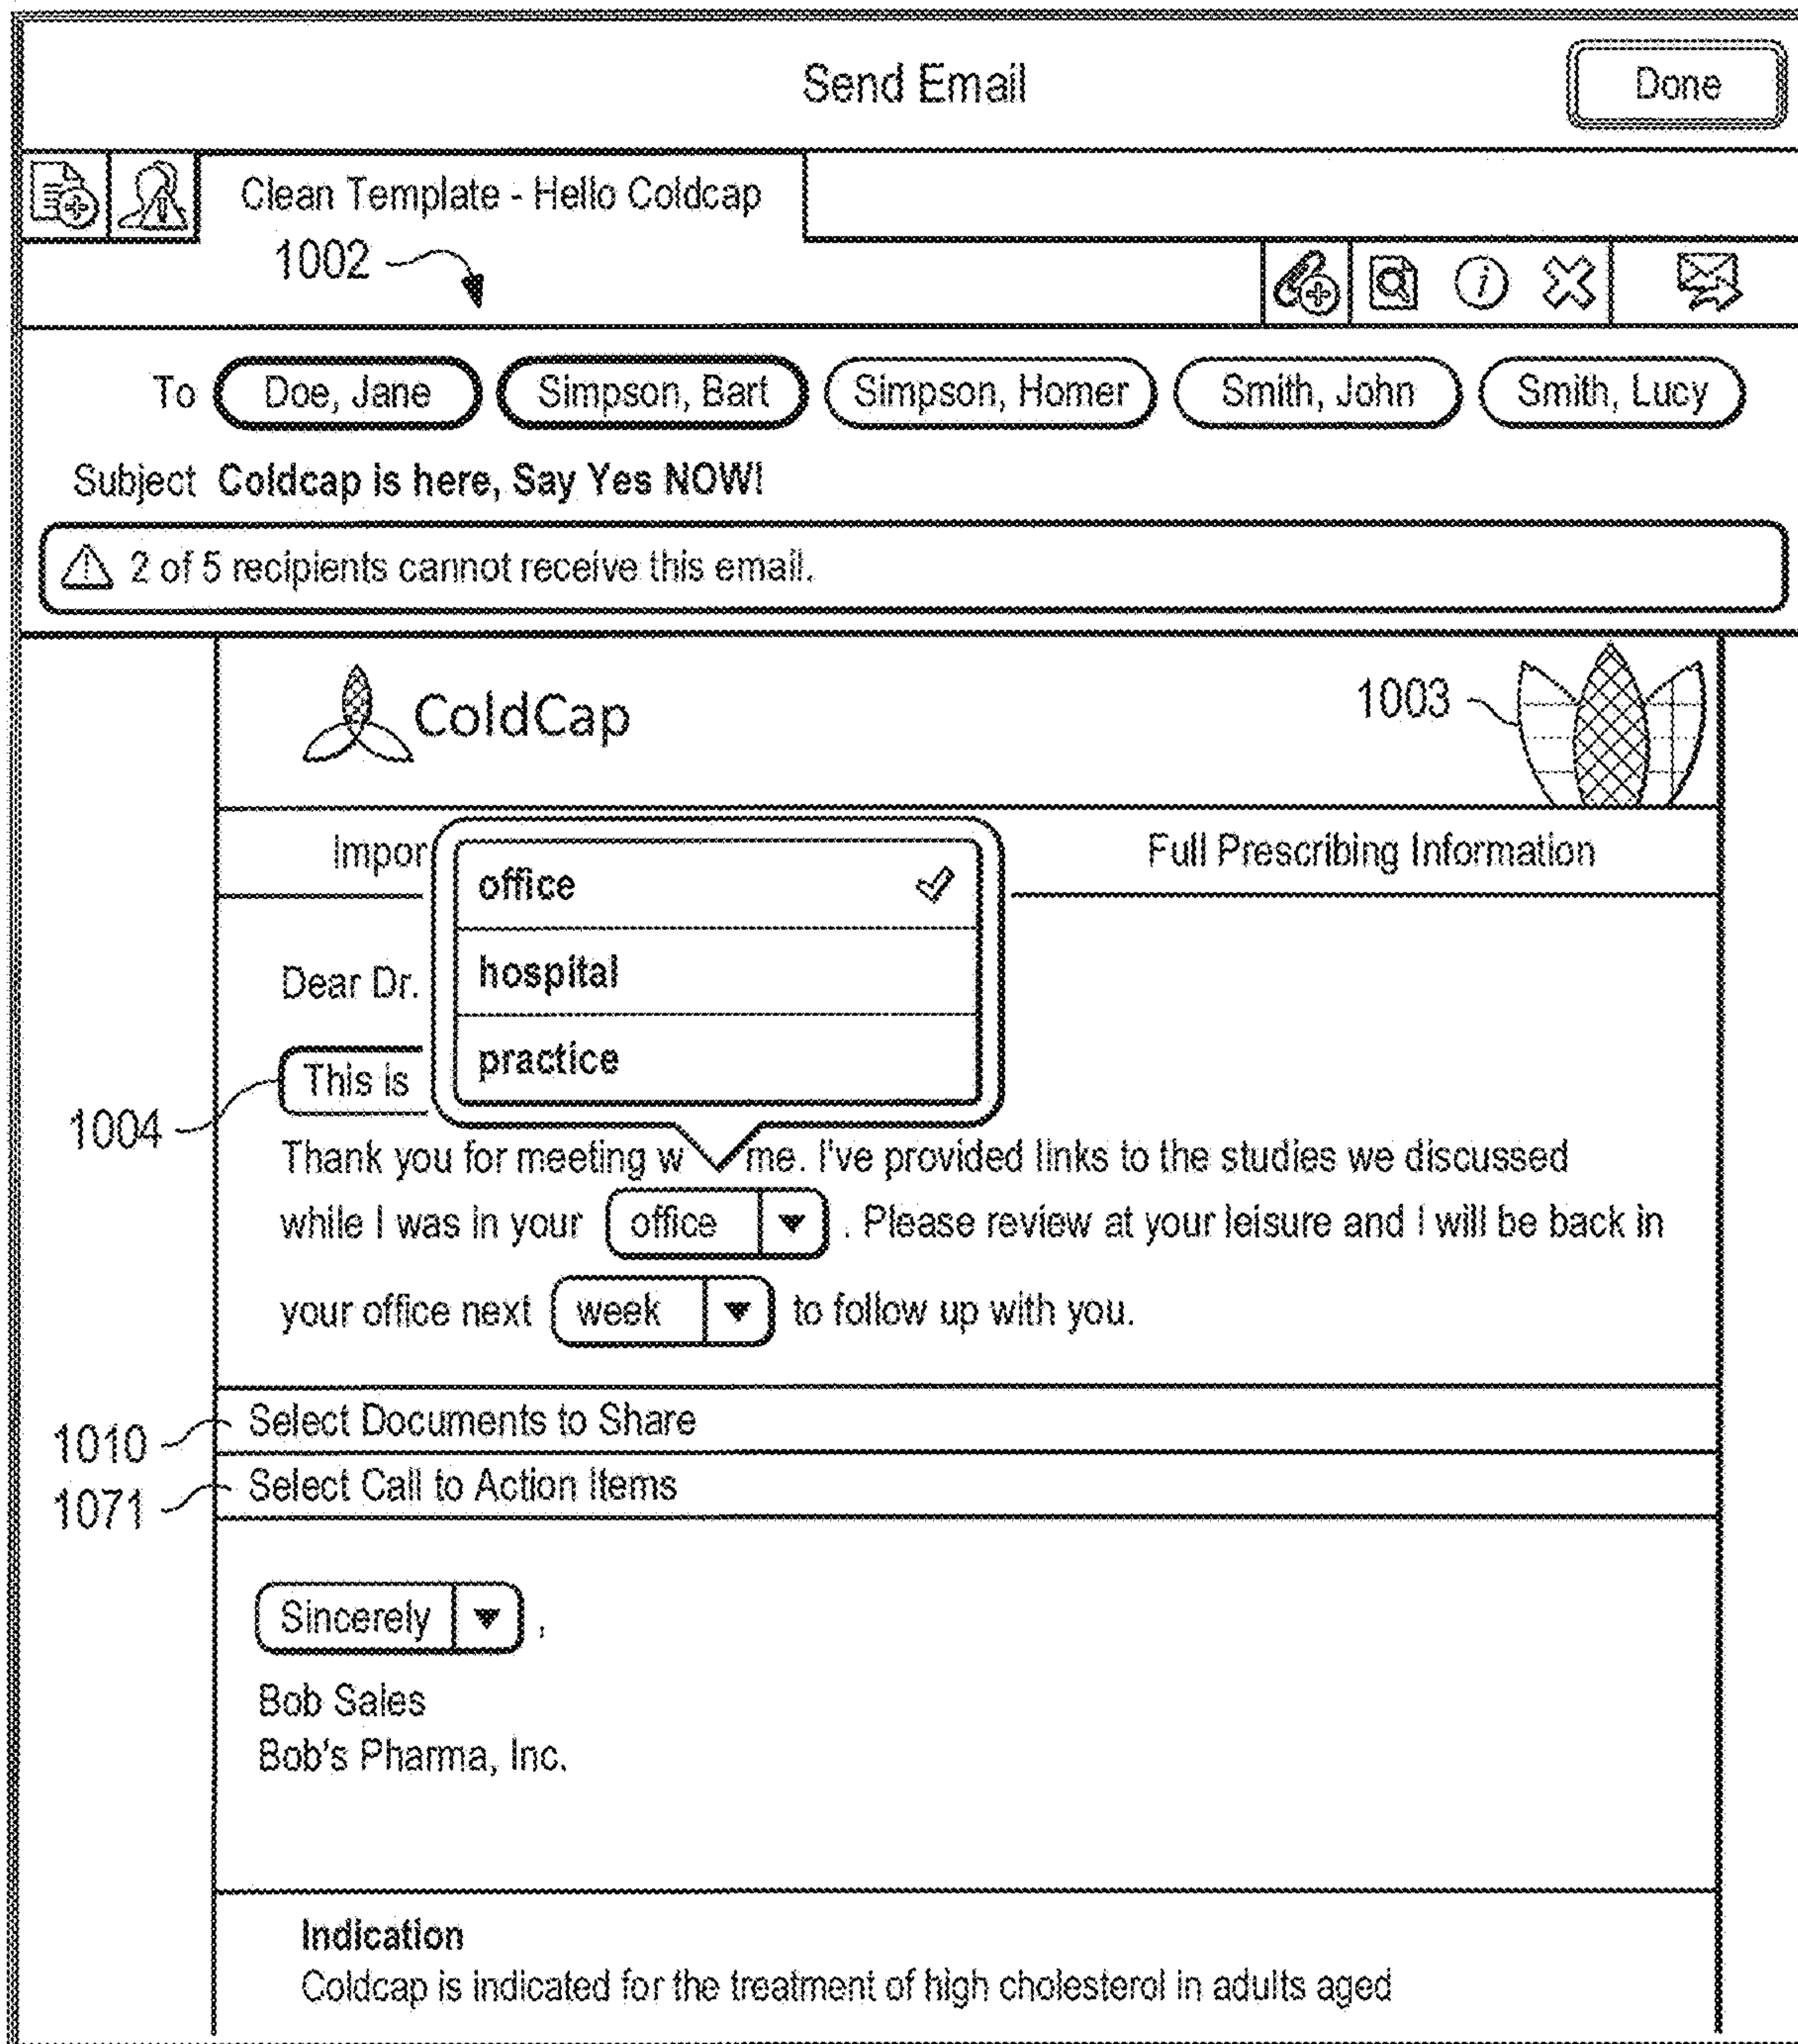 Send Email
Done
Clean Template - Hello Coldcap
1002
To Doe, Jane Simpson, Bart Simpson, Homer Smith, John Smith, Lucy
Subject Coldcap is here, Say Yes NOW!
2 of 5 recipients cannot receive this email.
ColdCap
1003
Impor
Full Prescribing Information
office
hospital
practice
Dear Dr.
This is
1004
Thank you for meeting w me. I've provided links to the studies we discussed
while I was in your office . Please review at your leisure and I will be back in
your office next week to follow up with you.
1010 Select Documents to Share
1071 Select Call to Action Items
Sincerely ,
Bob Sales
Bob's Pharma, Inc.
Indication
Coldcap is indicated for the treatment of high cholesterol in adults aged